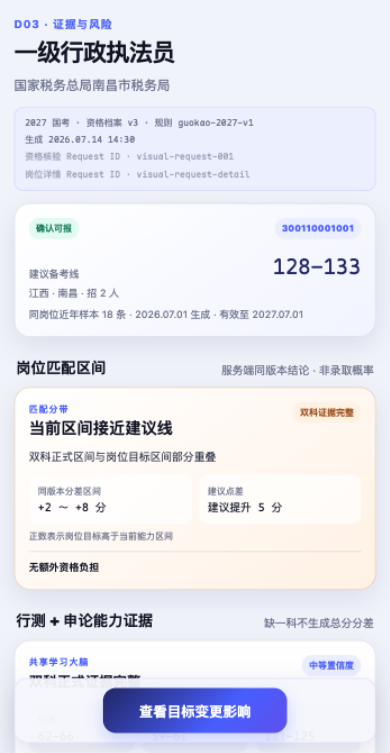 D03 · 证据与风险
一级行政执法员
国家税务总局南昌市税务局
2027 国考 · 资格档案 v3 · 规则 guokao-2027-v1
生成 2026.07.14 14:30
资格核验 Request ID · visual-request-001
岗位详情 Request ID · visual-request-detail
确认可报
300110001001
建议备考线
128–133
江西 · 南昌 · 招 2 人
同岗位近年样本 18 条 · 2026.07.01 生成 · 有效至 2027.07.01
岗位匹配区间
服务端同版本结论 · 非录取概率
匹配分带
双科证据完整
当前区间接近建议线
双科正式区间与岗位目标区间部分重叠
同版本分差区间
+2 ~ +8 分
建议点差
建议提升 5 分
正数表示岗位目标高于当前能力区间
无额外资格负担
行测 + 申论能力证据
缺一科不生成总分分差
共享学习大脑
中等置信度
双科正式证据完整
查看目标变更影响
62–66